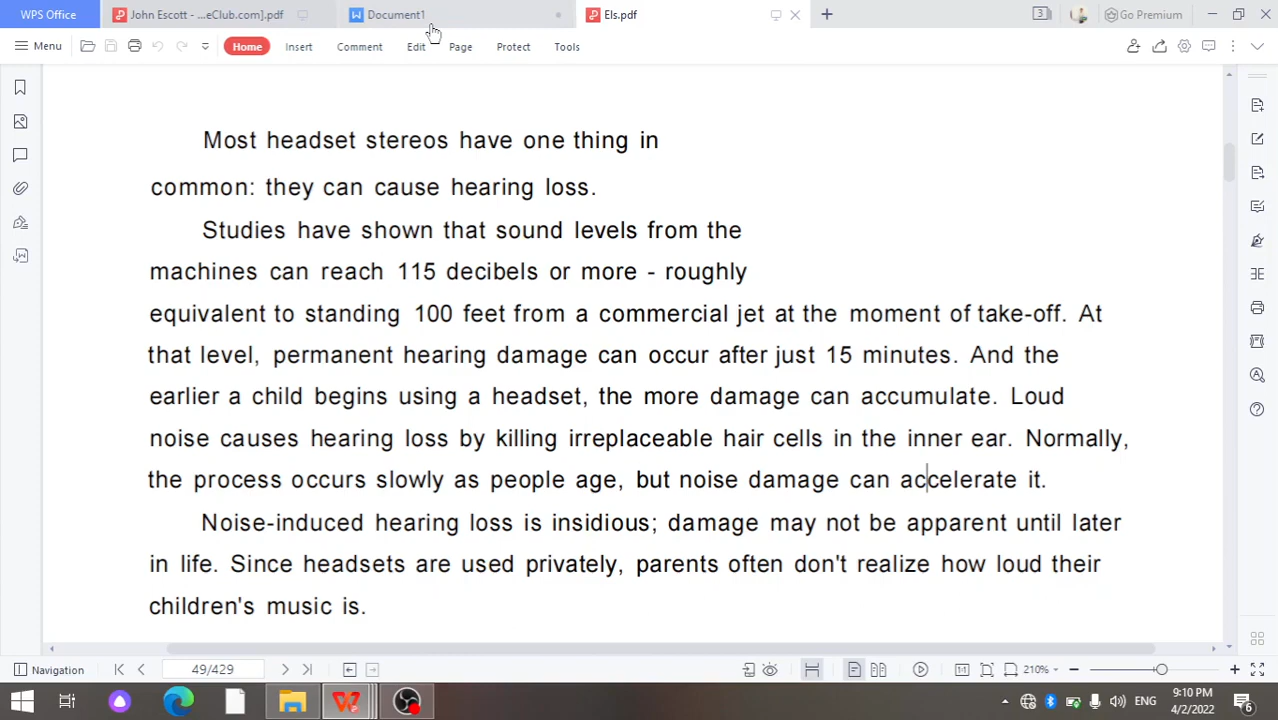 WPS Office
John Escott - ...eClub.com].pdf
Document1
Els.pdf
3
Go Premium
Menu
Home
Insert
Comment
Edit
Page
Protect
Tools
Most headset stereos have one thing in
common: they can cause hearing loss.
Studies have shown that sound levels from the
machines can reach 115 decibels or more - roughly
equivalent to standing 100 feet from a commercial jet at the moment of take-off. At
that level, permanent hearing damage can occur after just 15 minutes. And the
earlier a child begins using a headset, the more damage can accumulate. Loud
noise causes hearing loss by killing irreplaceable hair cells in the inner ear. Normally,
the process occurs slowly as people age, but noise damage can accelerate it.
Noise-induced hearing loss is insidious; damage may not be apparent until later
in life. Since headsets are used privately, parents often don't realize how loud their
children's music is.
Navigation
49/429
210%
ENG
9:10 PM
4/2/2022
6